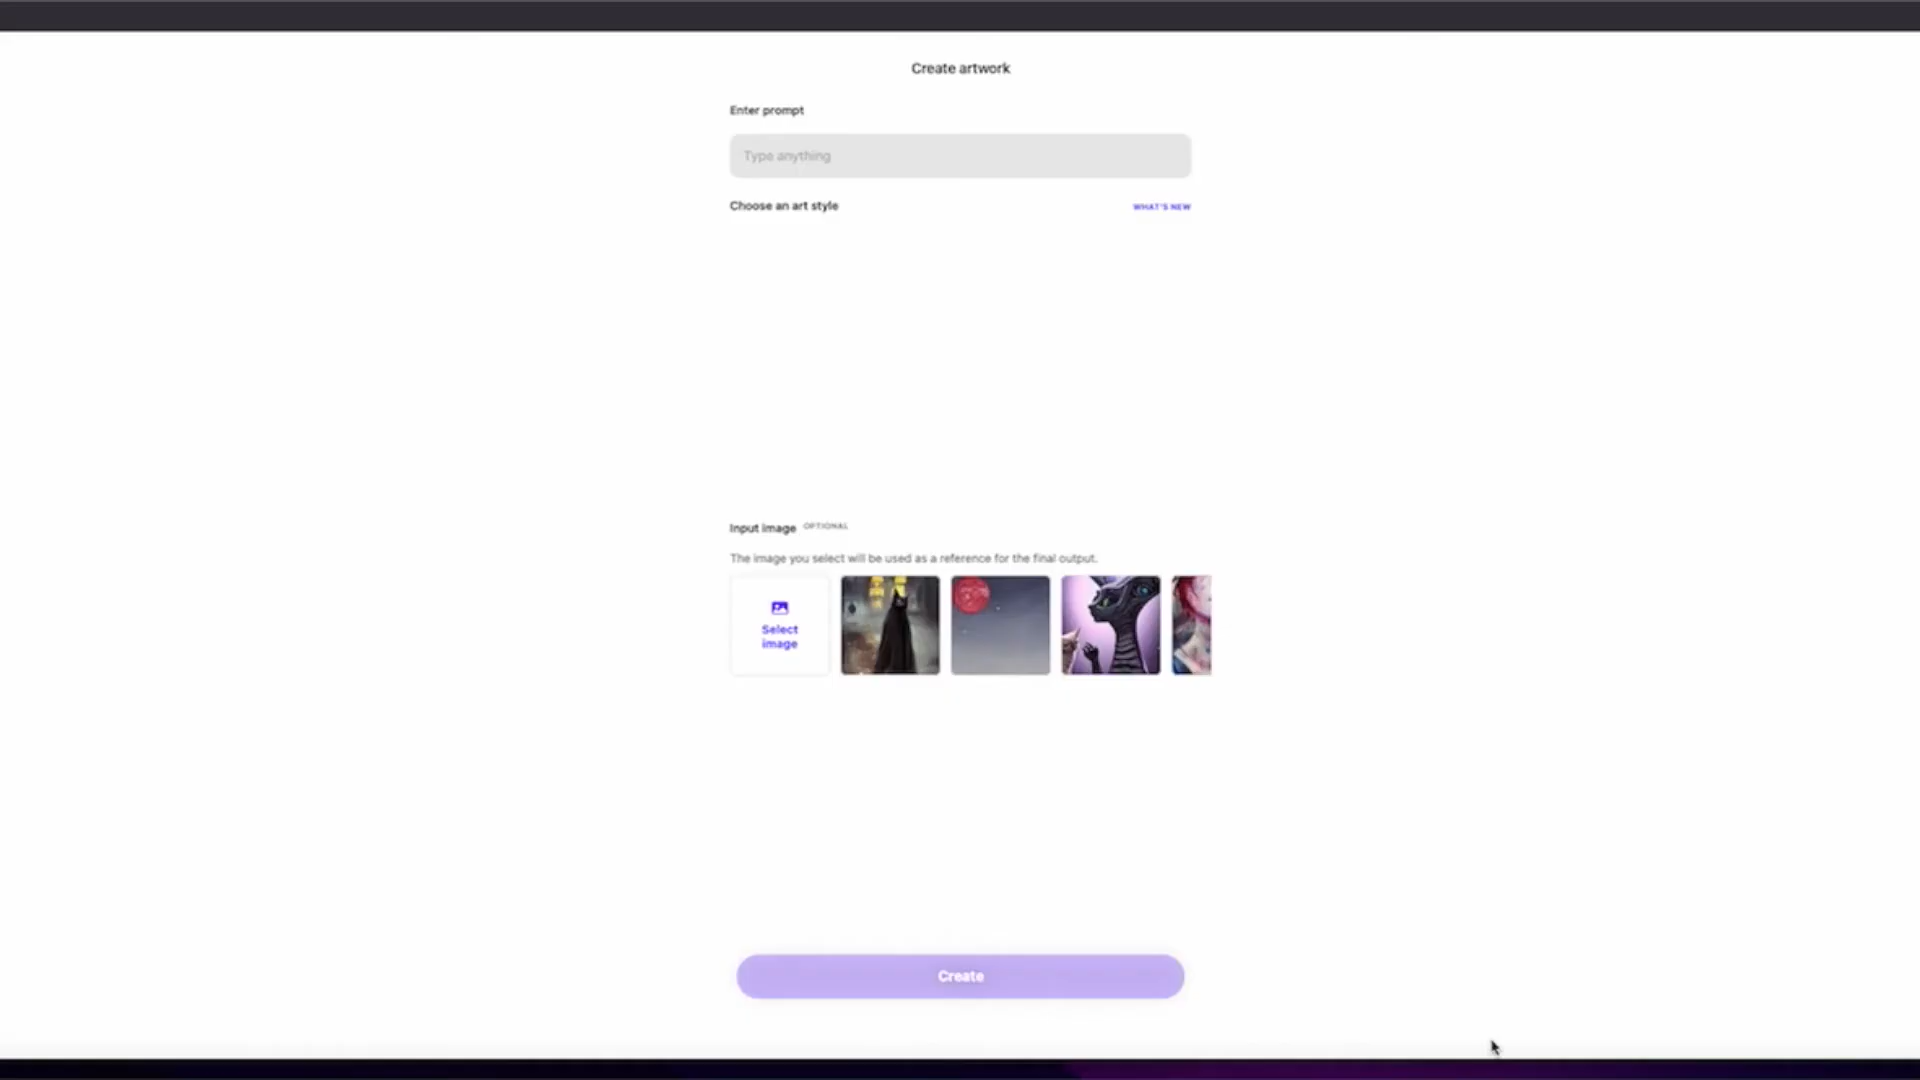 Create artwork
Enter prompt
Type anything
Choose an art style
WHAT'S NEW
Input image OPTIONAL
The image you select will be used as a reference for the final output.
Select
image
Create